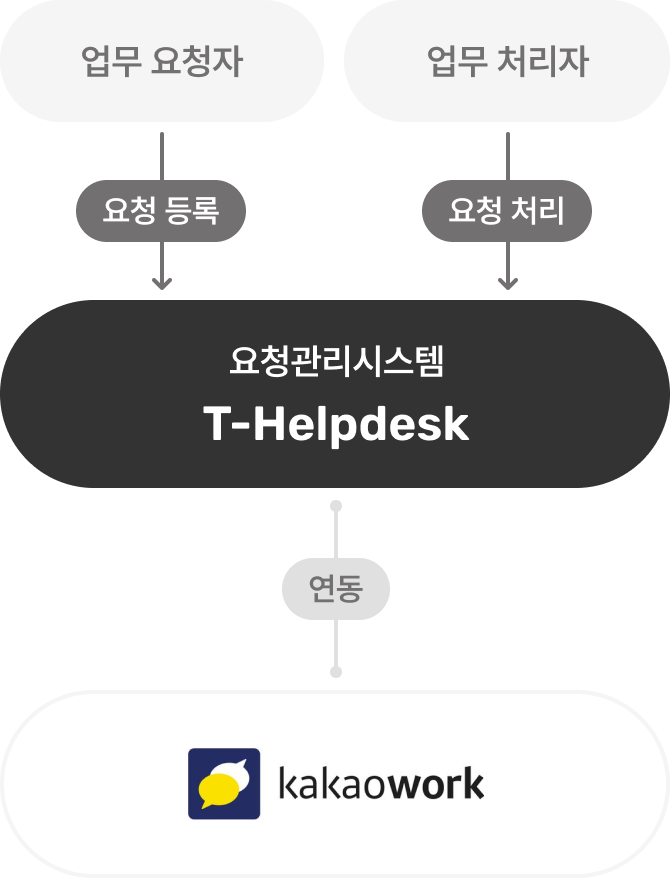 업무 요청자
업무 처리자
요청 등록
요청 처리
요청관리시스템
T-Helpdesk
연동
kakaowork